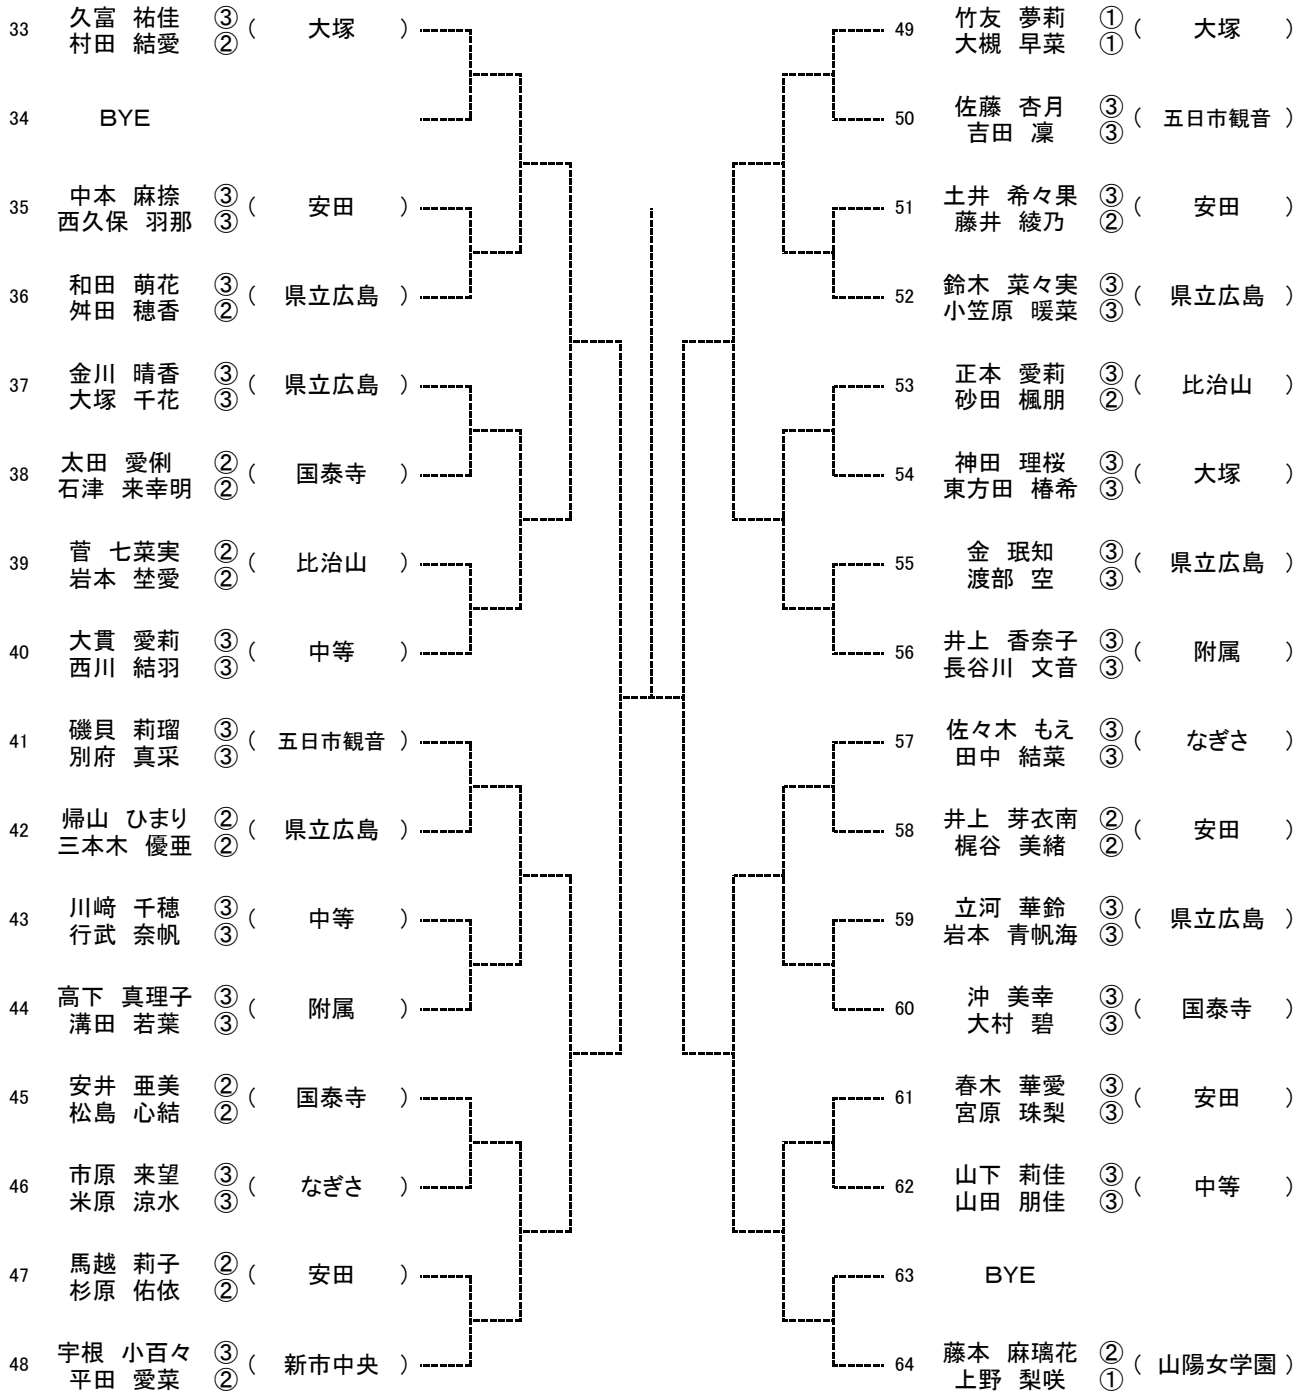 33 久富 祐佳 ③ ( 大塚 )
村田 結愛 ②
34 BYE
35 中本 麻捺 ③ ( 安田 )
西久保 羽那 ③
36 和田 萌花 ③ ( 県立広島 )
舛田 穂香 ②
37 金川 晴香 ③ ( 県立広島 )
大塚 千花 ③
38 太田 愛俐 ② ( 国泰寺 )
石津 来幸明 ②
39 菅 七菜実 ② ( 比治山 )
岩本 埜愛 ②
40 大貫 愛莉 ③ ( 中等 )
西川 結羽 ③
41 磯貝 莉瑠 ③ ( 五日市観音 )
別府 真采 ③
42 帰山 ひまり ② ( 県立広島 )
三本木 優亜 ②
43 川﨑 千穂 ③ ( 中等 )
行武 奈帆 ③
44 高下 真理子 ③ ( 附属 )
溝田 若葉 ③
45 安井 亜美 ② ( 国泰寺 )
松島 心結 ②
46 市原 来望 ③ ( なぎさ )
米原 涼水 ③
47 馬越 莉子 ② ( 安田 )
杉原 佑依 ②
48 宇根 小百々 ③ ( 新市中央 )
平田 愛菜 ②
49 竹友 夢莉 ① ( 大塚 )
大槻 早菜 ①
50 佐藤 杏月 ③ ( 五日市観音 )
吉田 凜 ③
51 土井 希々果 ③ ( 安田 )
藤井 綾乃 ②
52 鈴木 菜々実 ③ ( 県立広島 )
小笠原 暖菜 ③
53 正本 愛莉 ③ ( 比治山 )
砂田 楓朋 ②
54 神田 理桜 ③ ( 大塚 )
東方田 椿希 ③
55 金 珉知 ③ ( 県立広島 )
渡部 空 ③
56 井上 香奈子 ③ ( 附属 )
長谷川 文音 ③
57 佐々木 もえ ③ ( なぎさ )
田中 結菜 ③
58 井上 芽衣南 ② ( 安田 )
梶谷 美緒 ②
59 立河 華鈴 ③ ( 県立広島 )
岩本 青帆海 ③
60 沖 美幸 ③ ( 国泰寺 )
大村 碧 ③
61 春木 華愛 ③ ( 安田 )
宮原 珠梨 ③
62 山下 莉佳 ③ ( 中等 )
山田 朋佳 ③
63 BYE
64 藤本 麻璃花 ② ( 山陽女学園 )
上野 梨咲 ①